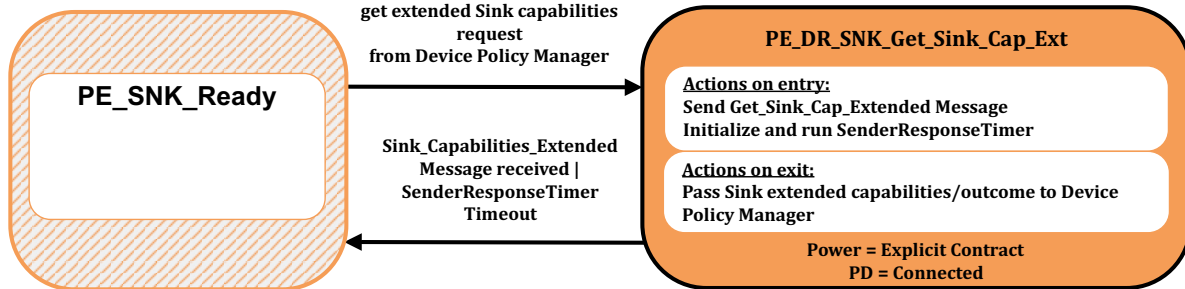 PE_SNK_Ready
get extended Sink capabilities
request
from Device Policy Manager
Sink_Capabilities_Extended
Message received |
SenderResponseTimer
Timeout
PE_DR_SNK_Get_Sink_Cap_Ext
Actions on entry:
Send Get_Sink_Cap_Extended Message
Initialize and run SenderResponseTimer
Actions on exit:
Pass Sink extended capabilities/outcome to Device
Policy Manager
Power = Explicit Contract
PD = Connected